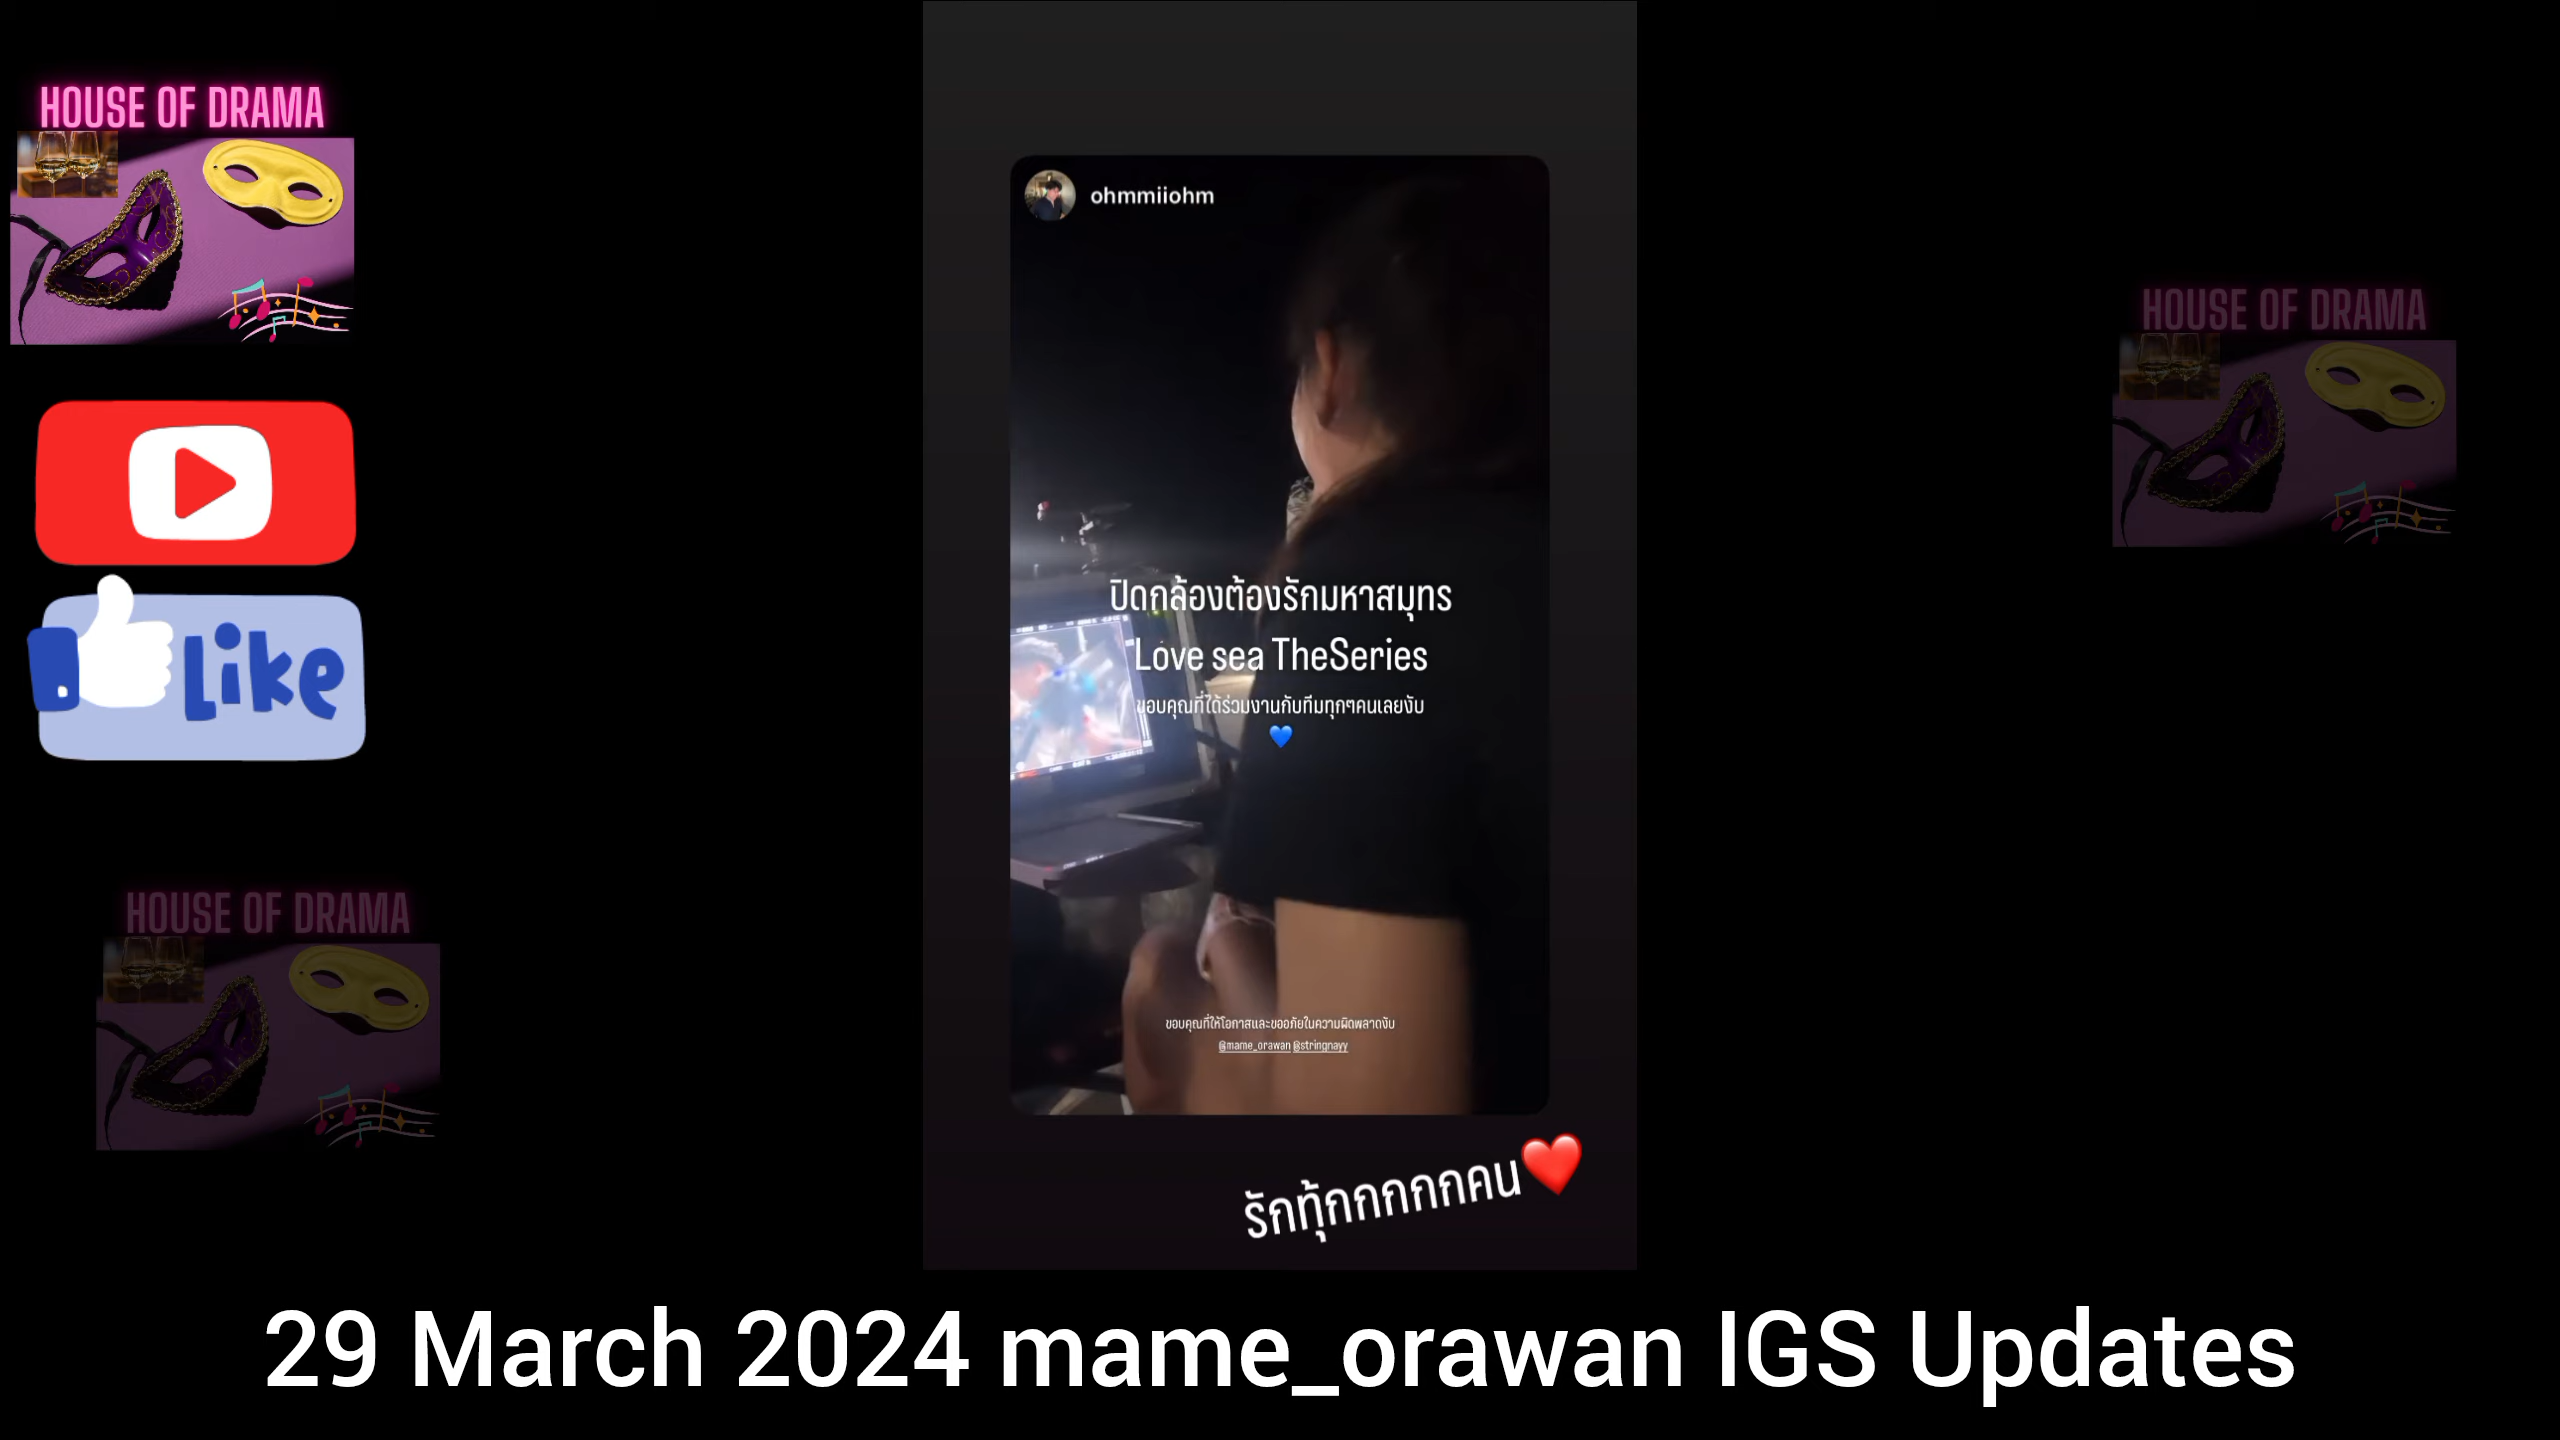 HOUSE OF DRAMA
Like
HOUSE OF DRAMA
HOUSE OF DRAMA
ohmmiiohm
ปิดกล้องต้องรักมหาสมุทร
Love sea TheSeries
ขอบคุณที่ได้ร่วมงานกับทีมทุกๆคนเลยงับ
💙
ขอบคุณที่ให้โอกาสและขออภัยในความผิดพลาดงับ
@mame_orawan @stringnayy
รักทุ้กกกกกคน❤️
29 March 2024 mame_orawan IGS Updates